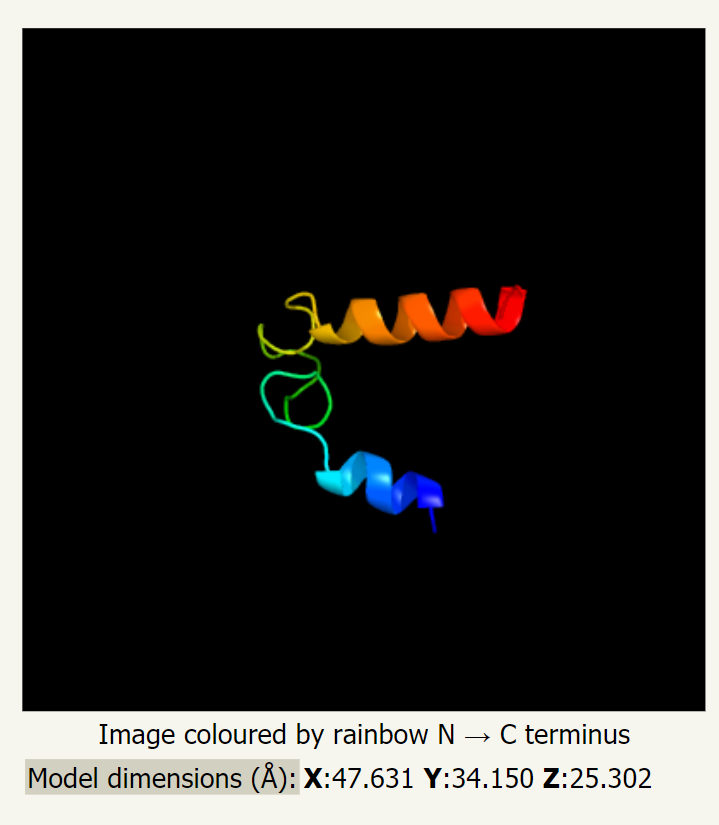 Image coloured by rainbow N → C terminus
Model dimensions (Å): X:47.631 Y:34.150 Z:25.302